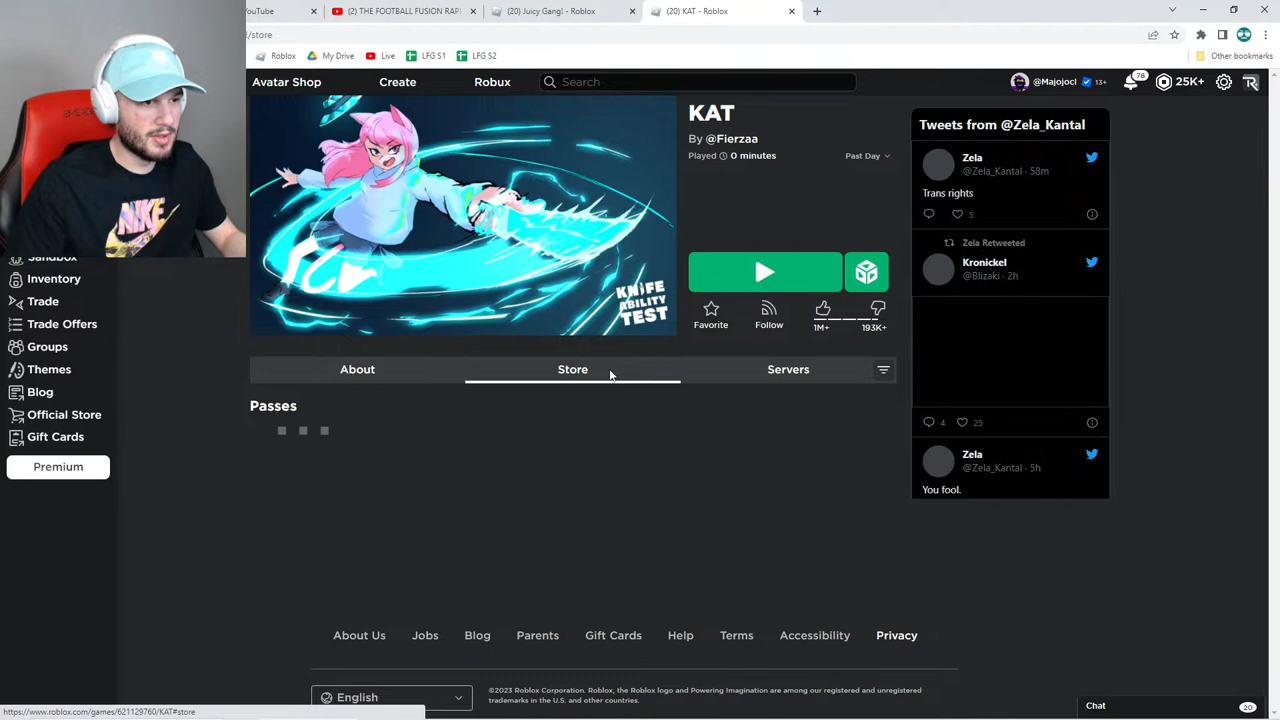 YouTube
(2) THE FOOTBALL FUSION RAP!
(20) Juicy Gang! - Roblox
(20) KAT - Roblox
/store
Roblox
My Drive
Live
LFG S1
LFG S2
Other bookmarks
Avatar Shop
Create
Robux
Search
@Majojocl
13+
78
25K+
KAT
By @Fierzaa
Played 0 minutes
Past Day
KNIFE
ABILITY
TEST
Favorite
Follow
1M+
193K+
Tweets from @Zela_Kantal
Zela
@Zela_Kantal · 58m
Trans rights
5
Zela Retweeted
Kronickel
@Blizaki · 2h
4
25
Zela
@Zela_Kantal · 5h
You fool.
NIKE
Sandbox
Inventory
Trade
Trade Offers
Groups
Themes
Blog
Official Store
Gift Cards
Premium
About
Store
Servers
Passes
About Us
Jobs
Blog
Parents
Gift Cards
Help
Terms
Accessibility
Privacy
English
©2023 Roblox Corporation. Roblox, the Roblox logo and Powering Imagination are among our registered and unregistered
trademarks in the U.S. and other countries.
Chat
20
https://www.roblox.com/games/621129760/KAT#store